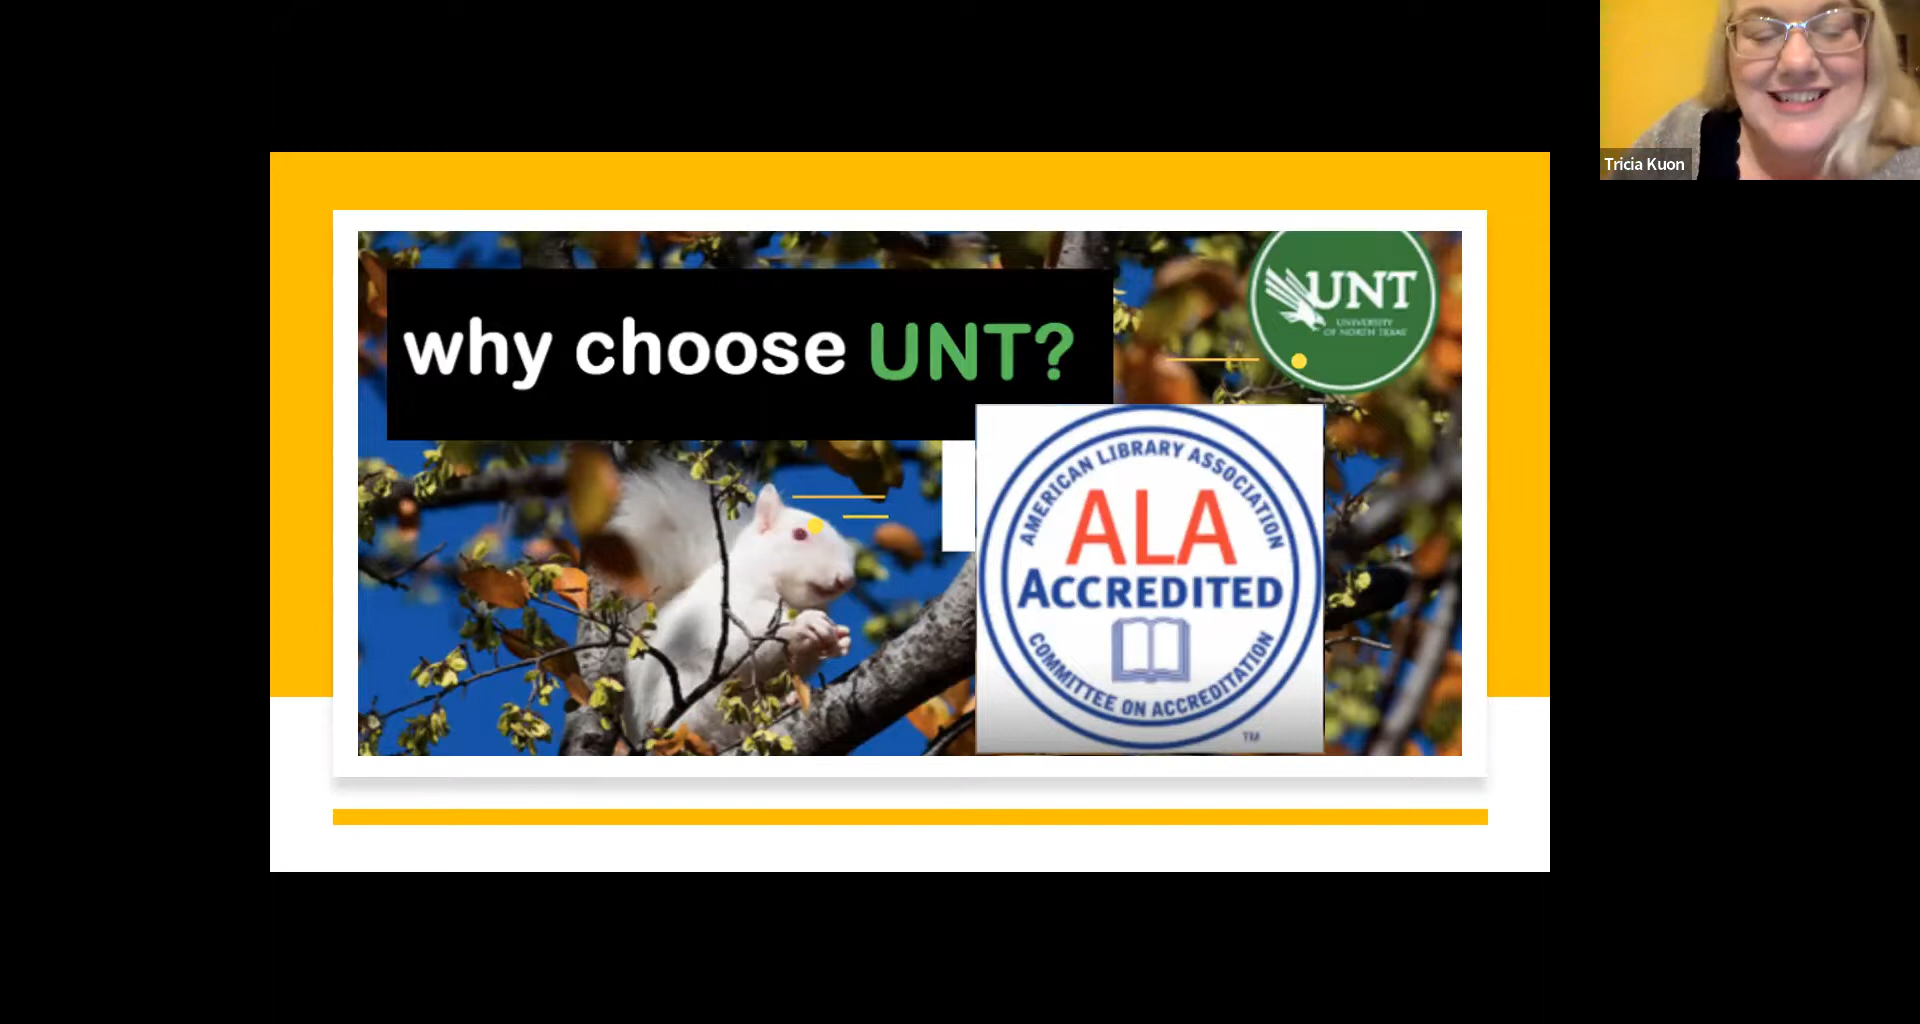 Tricia Kuon
why choose UNT?
UNT
UNIVERSITY
OF NORTH TEXAS
AMERICAN LIBRARY ASSOCIATION
ALA
ACCREDITED
COMMITTEE ON ACCREDITATION
TM